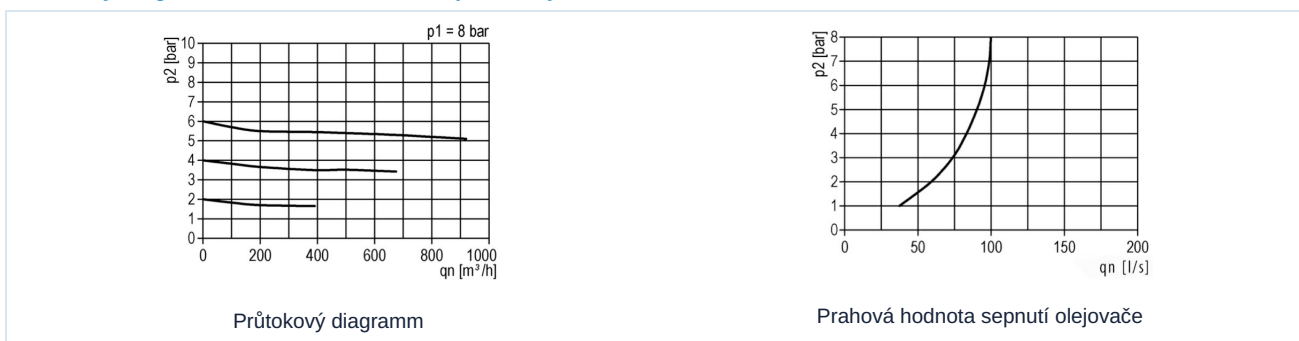 p1 = 8 bar
p2 [bar]
10
9
8
7
6
5
4
3
2
1
0
0 200 400 600 800 1000
qn [m³/h]
Průtokový diagramm
p2 [bar]
8
7
6
5
4
3
2
1
0
0 50 100 150 200
qn [l/s]
Prahová hodnota sepnutí olejovače